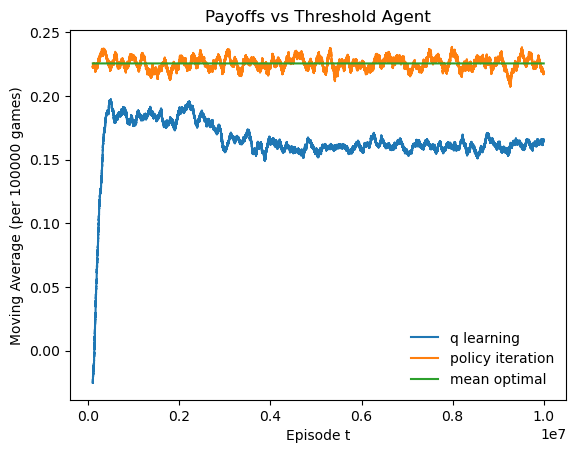 Payoffs vs Threshold Agent
Moving Average (per 100000 games)
0.25
0.20
0.15
0.10
0.05
0.00
q learning
policy iteration
mean optimal
0.0 0.2 0.4 0.6 0.8 1.0
1e7
Episode t